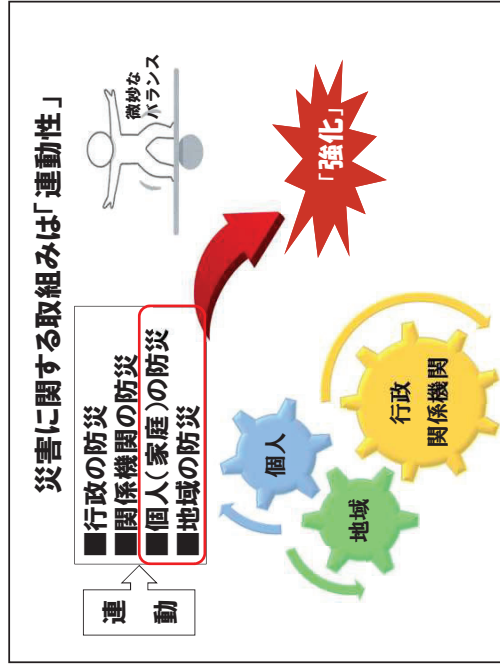 災害に関する取組みは「連動性」
■行政の防災
■関係機関の防災
■個人(家庭)の防災
■地域の防災
連動
微妙な
バランス
「強化」
個人
地域
行政
関係機関